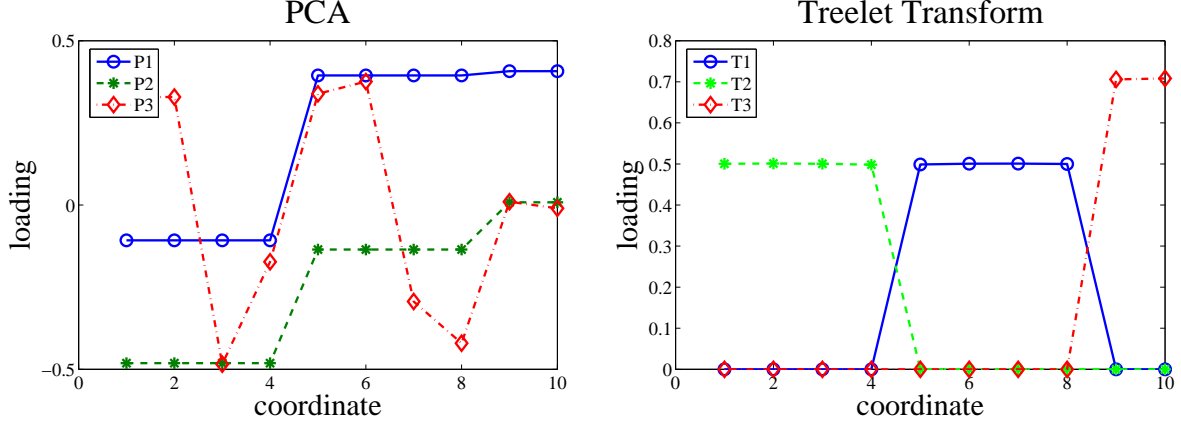 PCA
0.5
0
−0.5
0
2
4
6
8
10
loading
coordinate
P1
P2
P3
Treelet Transform
0.8
0.7
0.6
0.5
0.4
0.3
0.2
0.1
0
0
2
4
6
8
10
loading
coordinate
T1
T2
T3